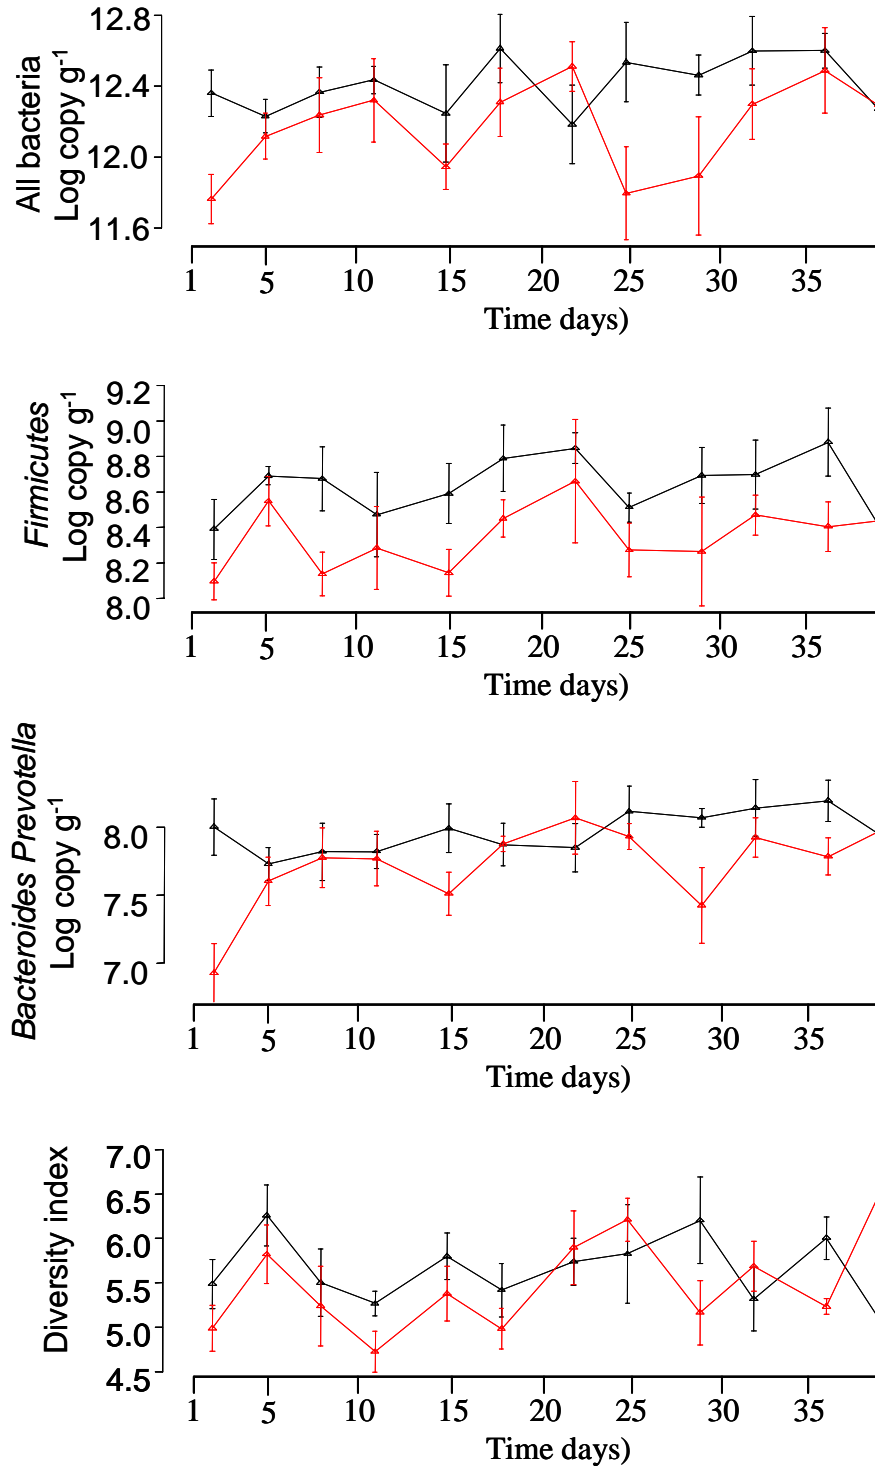 All bacteria
Log copy g-1
12.8
12.4
12.0
11.6
1 5 10 15 20 25 30 35
Time days)
Firmicutes
Log copy g-1
9.2
9.0
8.8
8.6
8.4
8.2
8.0
1 5 10 15 20 25 30 35
Time days)
Bacteroides Prevotella
Log copy g-1
8.0
7.5
7.0
1 5 10 15 20 25 30 35
Time days)
Diversity index
7.0
6.5
6.0
5.5
5.0
4.5
1 5 10 15 20 25 30 35
Time days)